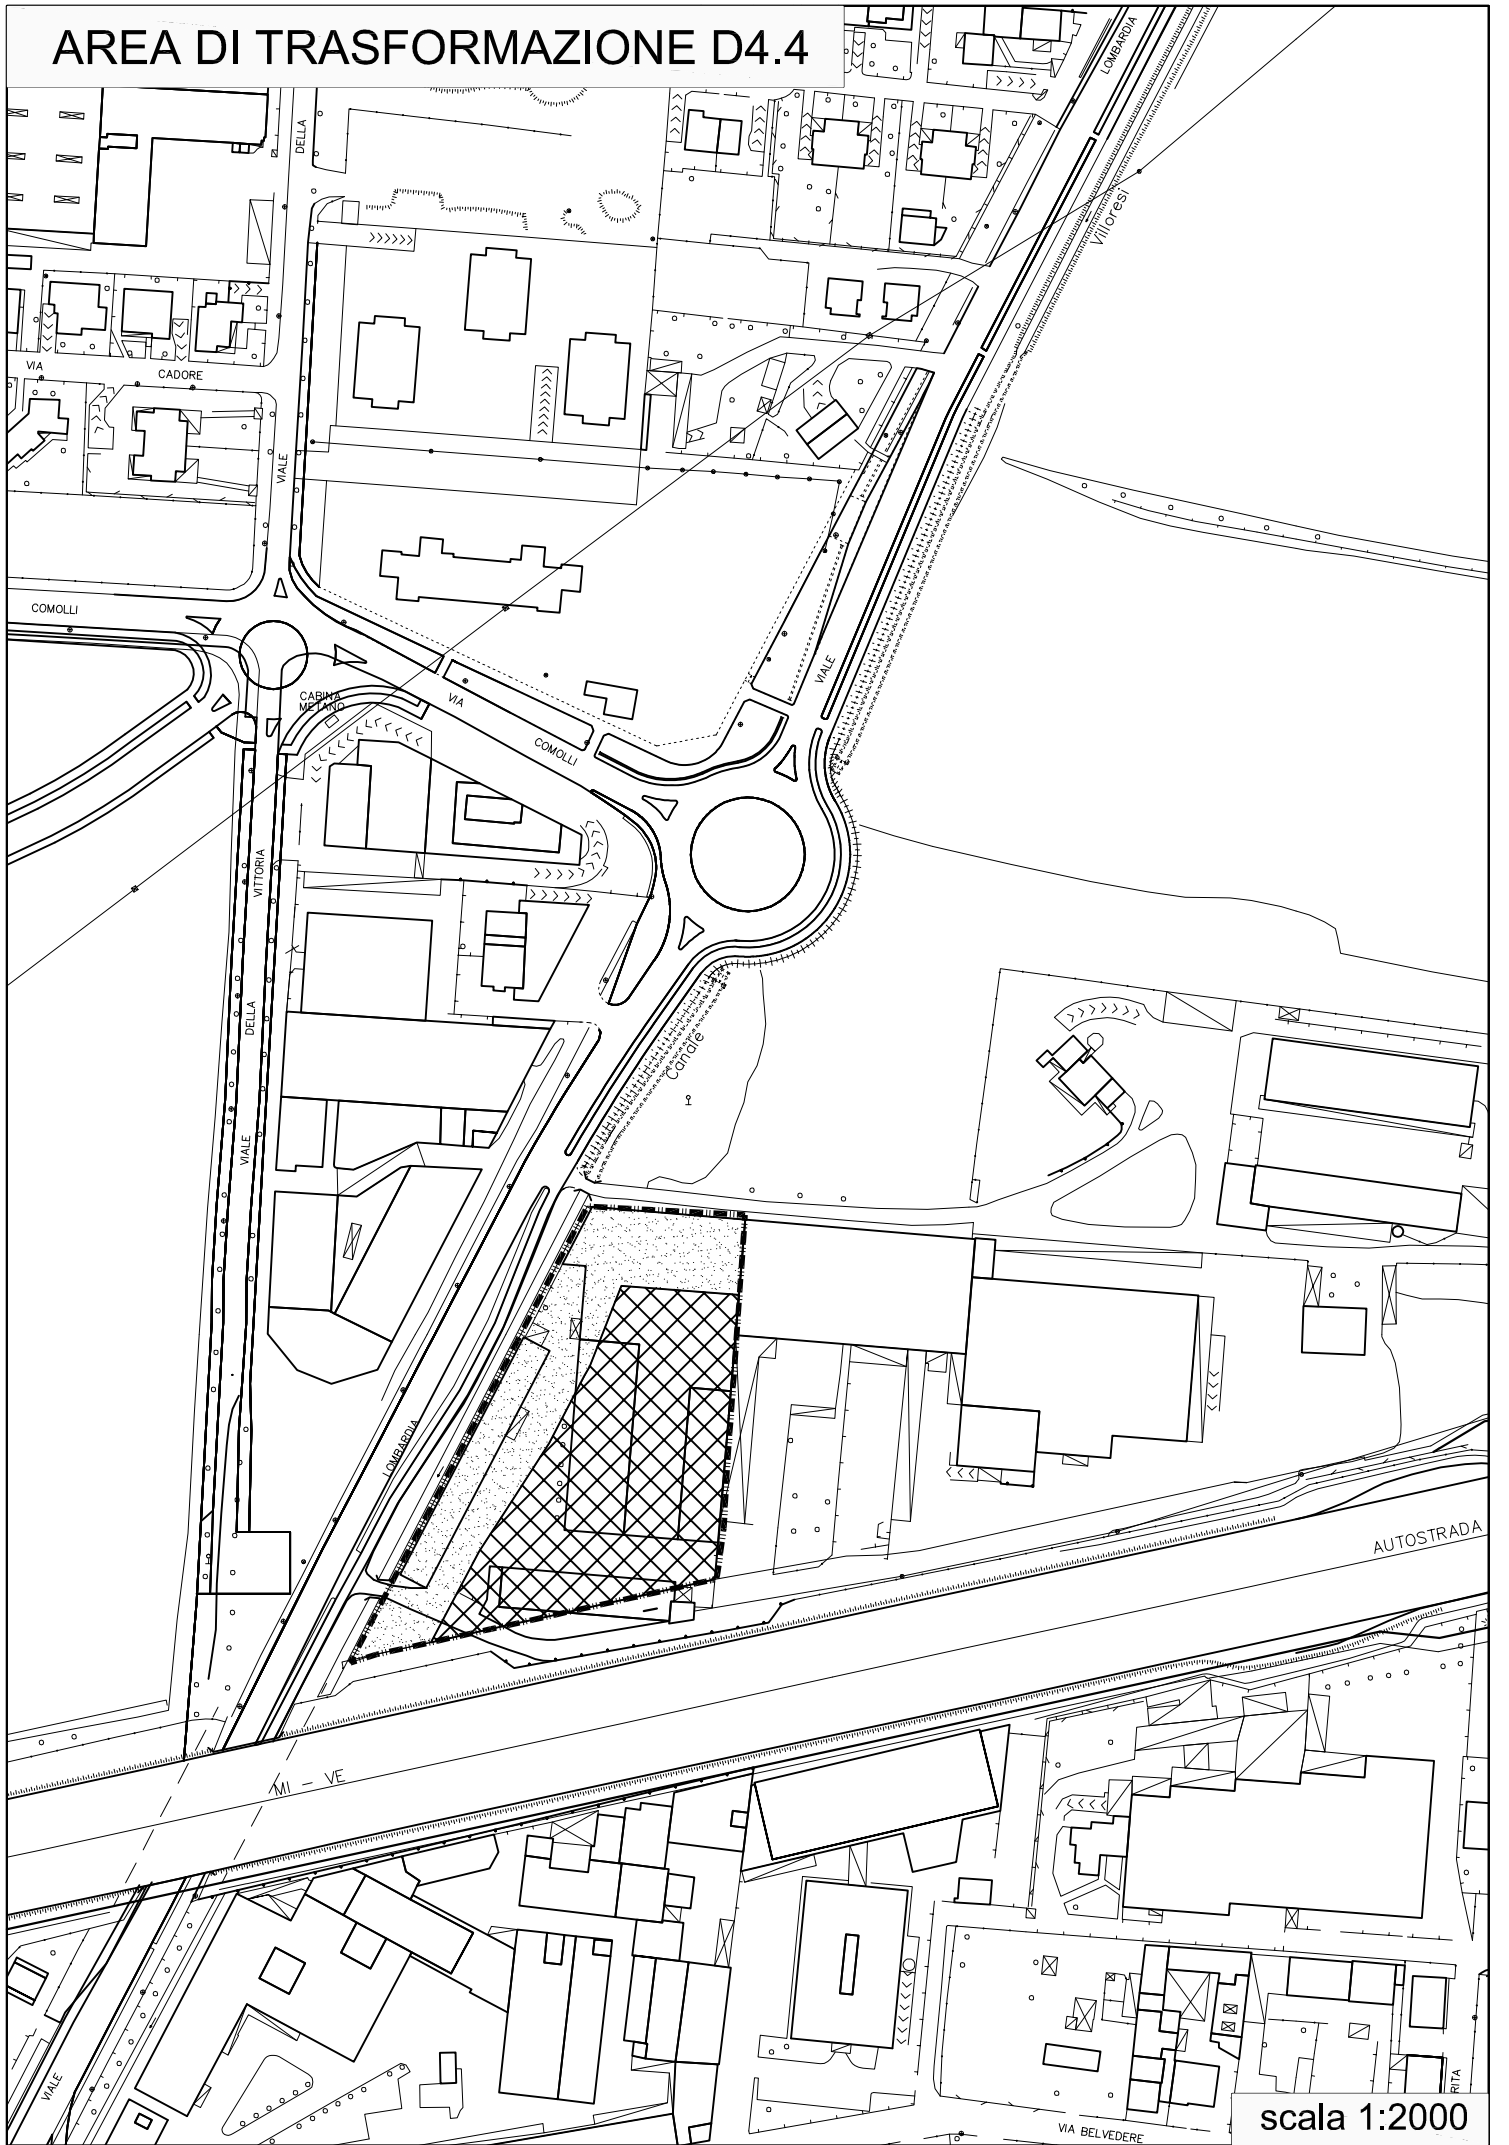 AREA DI TRASFORMAZIONE D4.4
LOMBARDIA
DELLA
Villoresi
VIA
CADORE
VIALE
COMOLLI
CABINA
METANO
VIA
COMOLLI
VIALE
VITTORIA
DELLA
VIALE
Canale
LOMBARDIA
AUTOSTRADA
MI - VE
VIALE
VIA BELVEDERE
RITA
scala 1:2000